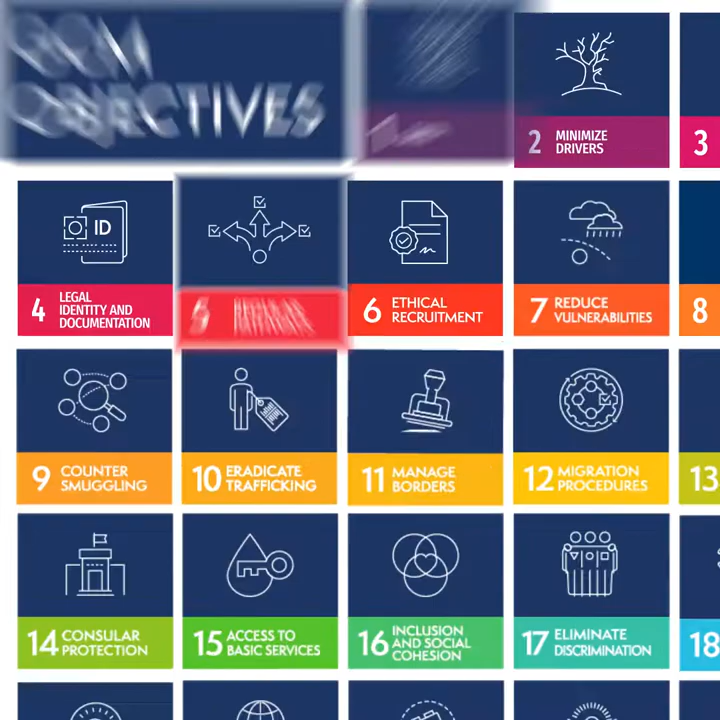 OBJECTIVES
2 MINIMIZE
DRIVERS
3
ID
4 LEGAL
IDENTITY AND
DOCUMENTATION
6 ETHICAL
RECRUITMENT
7 REDUCE
VULNERABILITIES
8
9 COUNTER
SMUGGLING
10 ERADICATE
TRAFFICKING
11 MANAGE
BORDERS
12 MIGRATION
PROCEDURES
13
14 CONSULAR
PROTECTION
15 ACCESS TO
BASIC SERVICES
16 INCLUSION
AND SOCIAL
COHESION
17 ELIMINATE
DISCRIMINATION
18